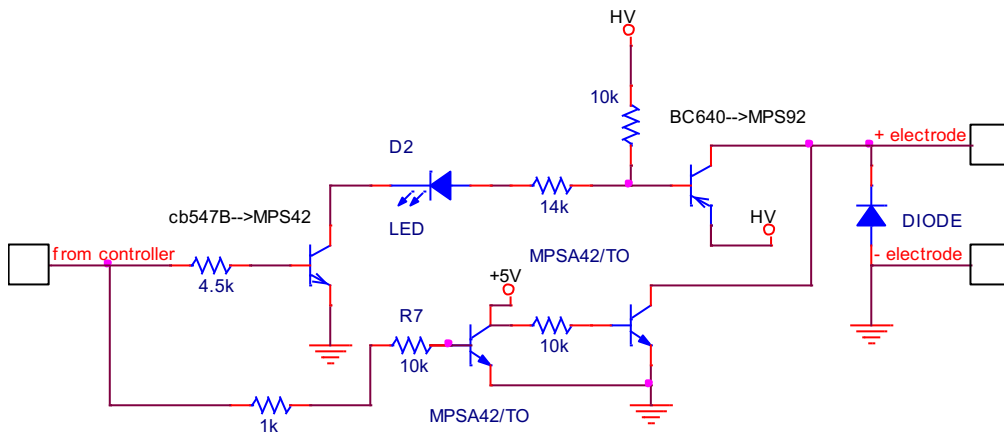 HV
10k
BC640-->MPS92
+ electrode
D2
14k
LED
HV
DIODE
cb547B-->MPS42
from controller
4.5k
- electrode
MPSA42/TO
+5V
R7
10k
10k
MPSA42/TO
1k